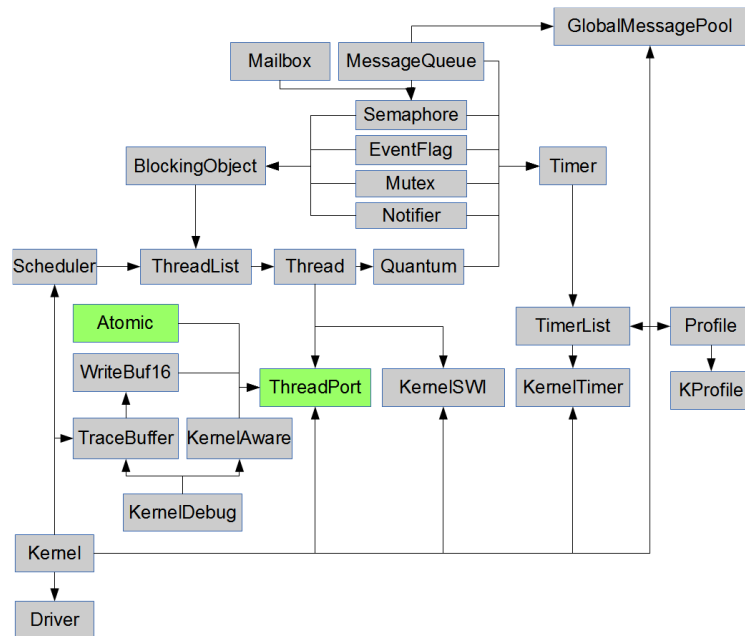 GlobalMessagePool
Mailbox
MessageQueue
Semaphore
EventFlag
BlockingObject
Timer
Mutex
Notifier
Scheduler
ThreadList
Thread
Quantum
Atomic
TimerList
Profile
WriteBuf16
ThreadPort
KernelSWI
KernelTimer
KProfile
TraceBuffer
KernelAware
KernelDebug
Kernel
Driver